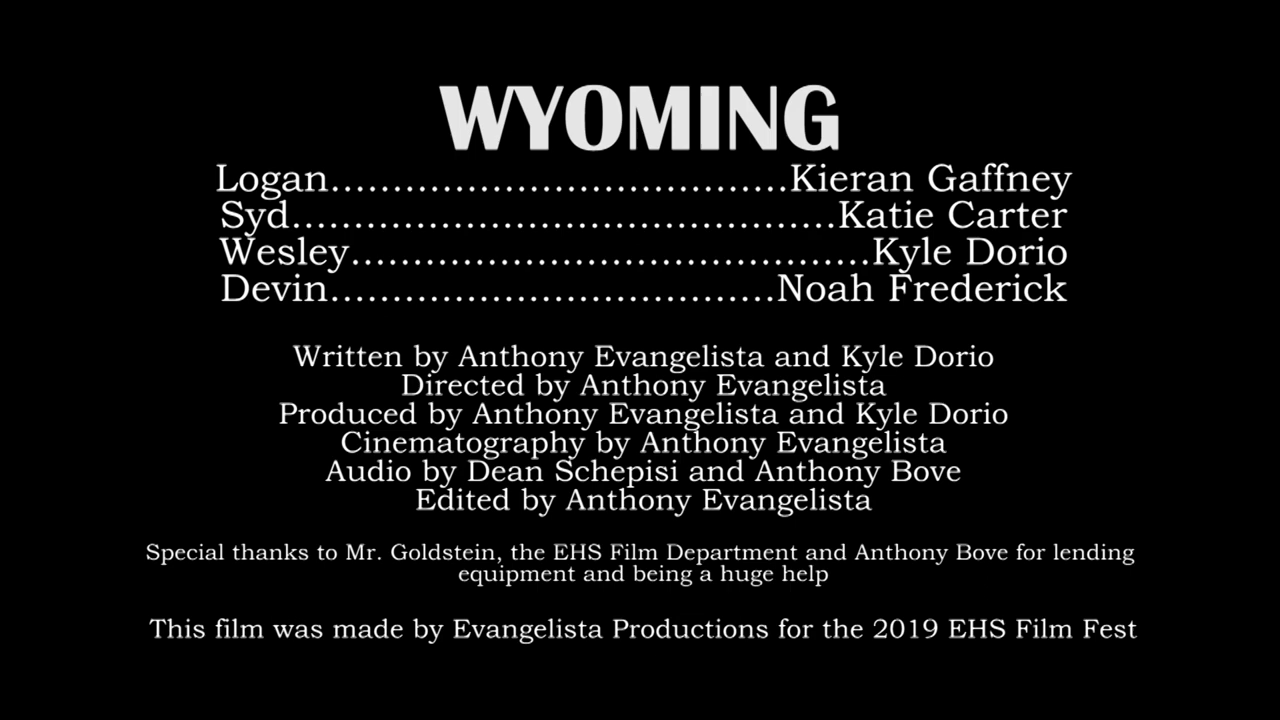 WYOMING
Logan.....................................Kieran Gaffney
Syd............................................Katie Carter
Wesley..........................................Kyle Dorio
Devin....................................Noah Frederick
Written by Anthony Evangelista and Kyle Dorio
Directed by Anthony Evangelista
Produced by Anthony Evangelista and Kyle Dorio
Cinematography by Anthony Evangelista
Audio by Dean Schepisi and Anthony Bove
Edited by Anthony Evangelista
Special thanks to Mr. Goldstein, the EHS Film Department and Anthony Bove for lending
equipment and being a huge help
This film was made by Evangelista Productions for the 2019 EHS Film Fest